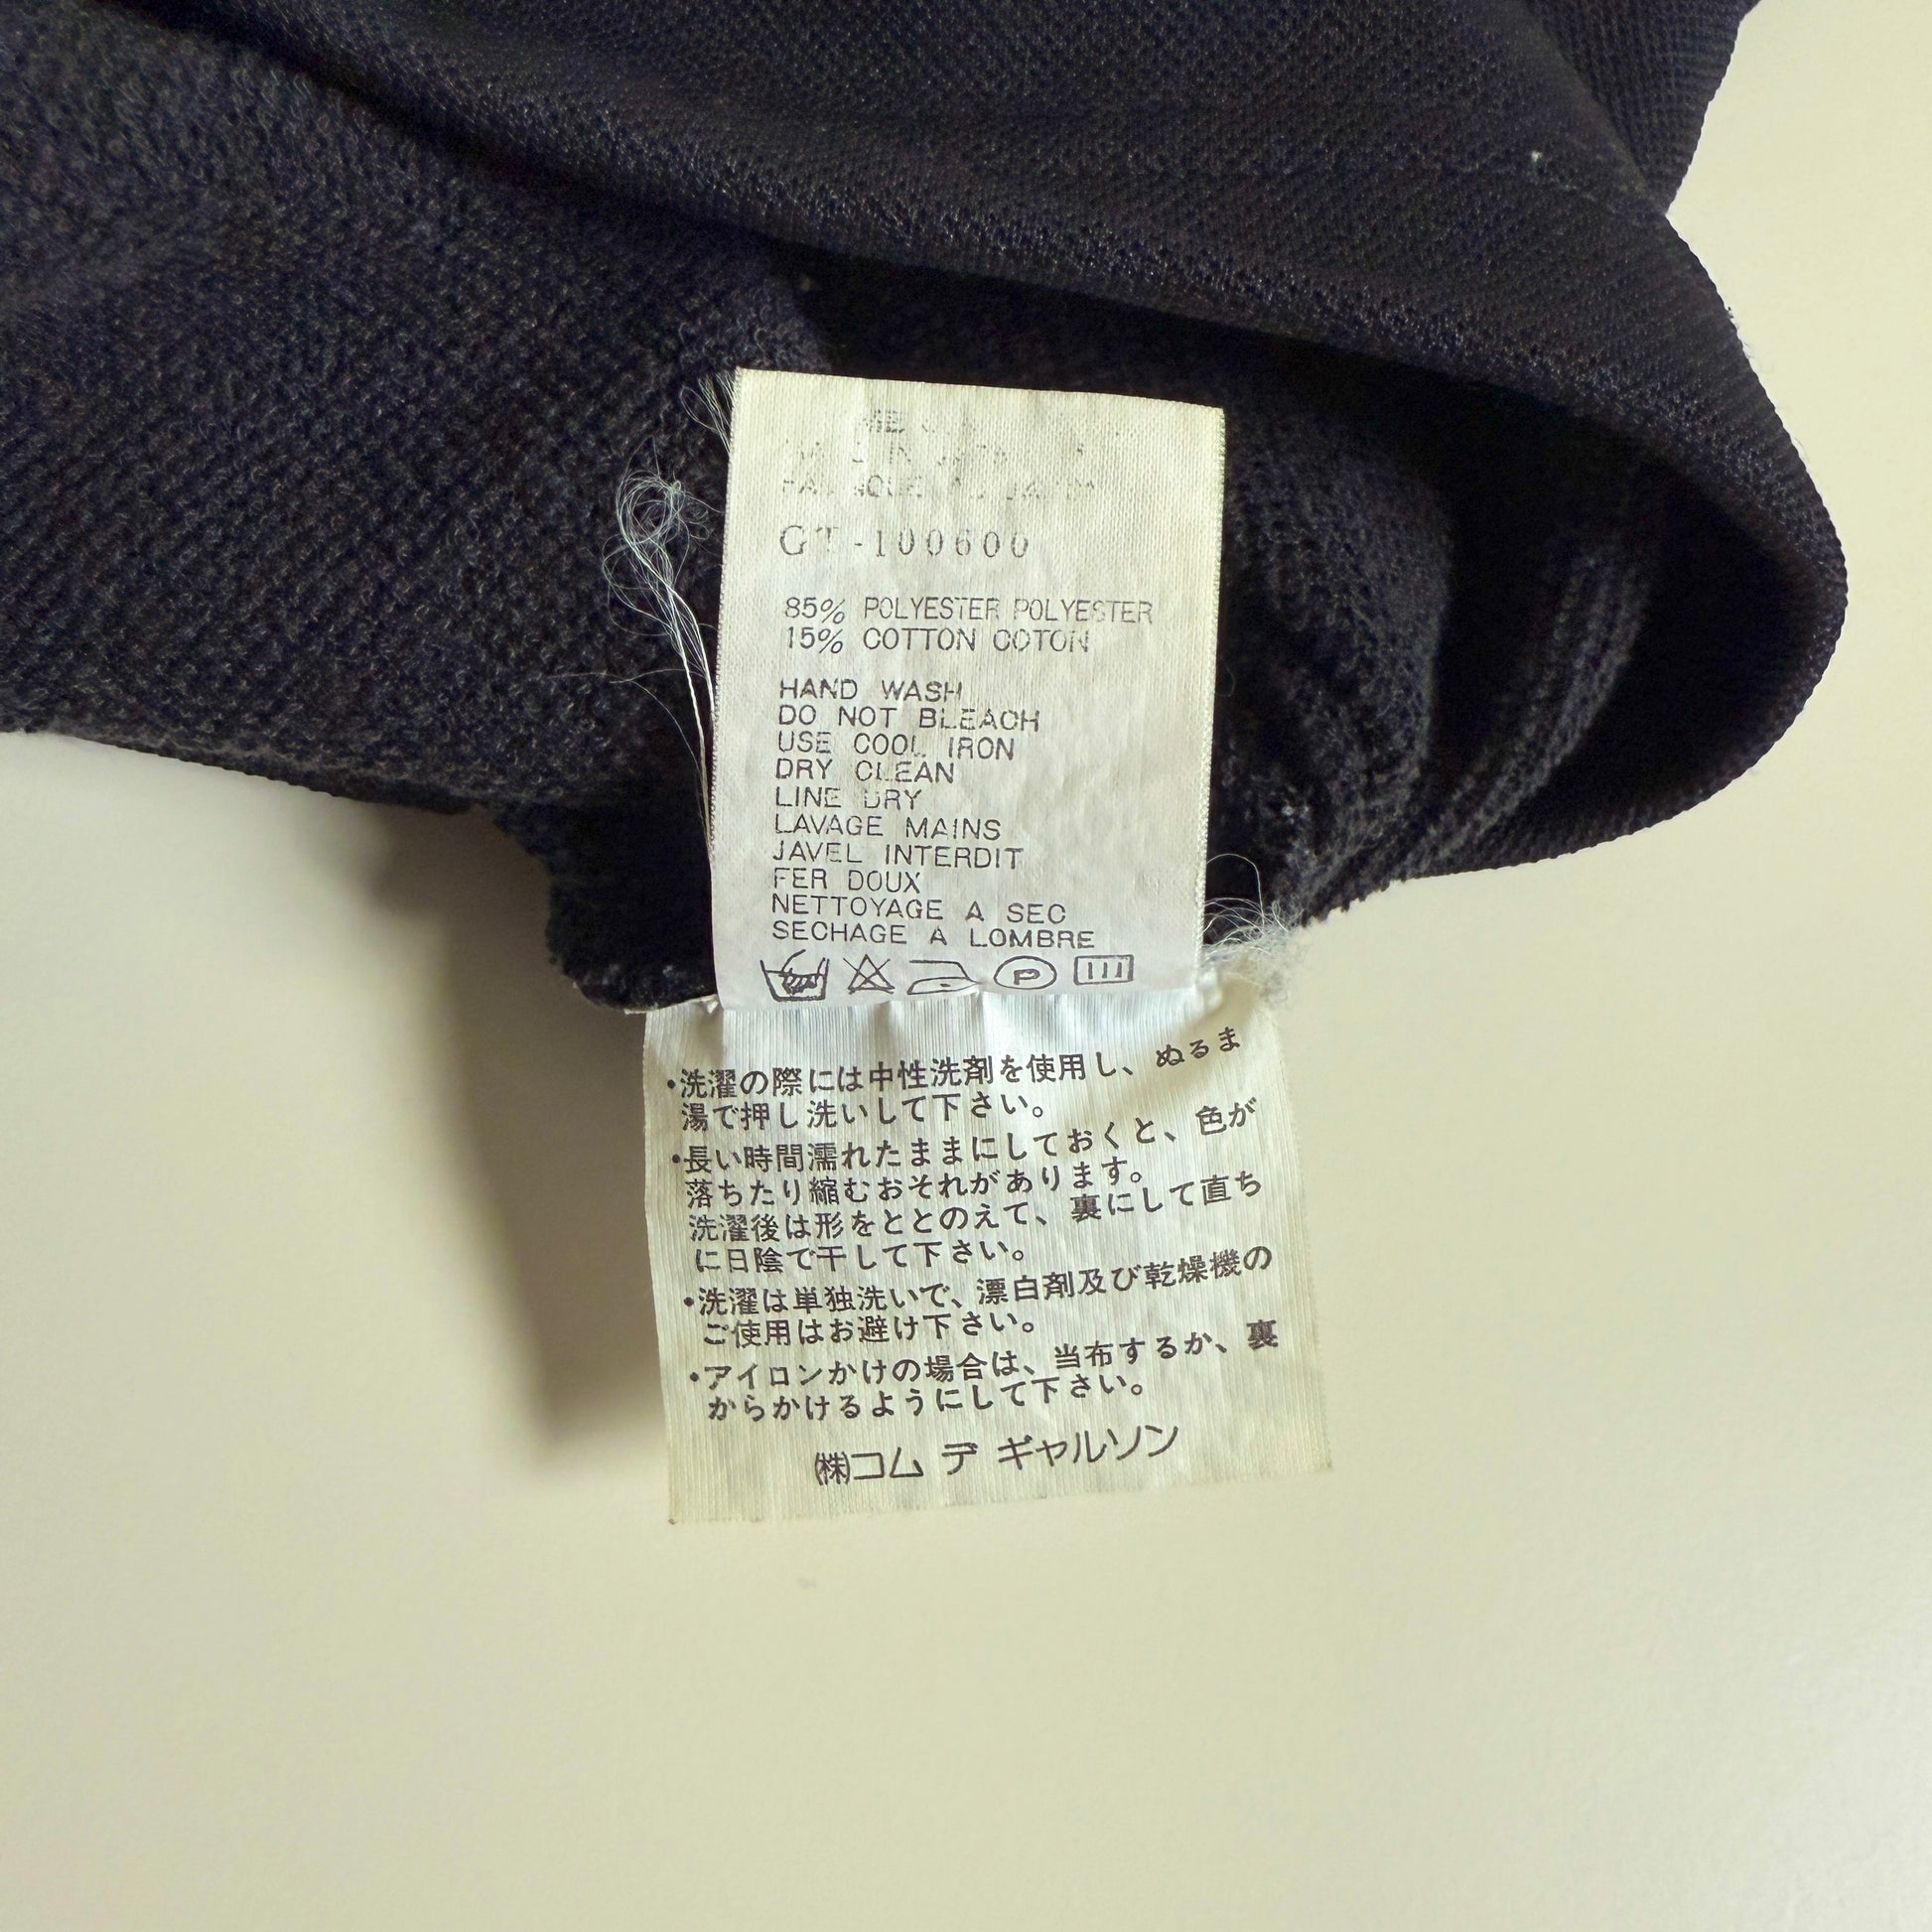 GT-100600
85% POLYESTER POLYESTER
15% COTTON COTON
HAND WASH
DO NOT BLEACH
USE COOL IRON
DRY CLEAN
LINE DRY
LAVAGE MAINS
JAVEL INTERDIT
FER DOUX
NETTOYAGE A SEC
SECHAGE A LOMBRE
P
・洗濯の際には中性洗剤を使用し、ぬるま
湯で押し洗いして下さい。
・長い時間濡れたままにしておくと、色が
落ちたり縮むおそれがあります。
洗濯後は形をととのえて、裏にして直ち
に日陰で干して下さい。
・洗濯は単独洗いで、漂白剤及び乾燥機の
ご使用はお避け下さい。
・アイロンかけの場合は、当布するか、裏
からかけるようにして下さい。
㈱コム デ ギャルソン